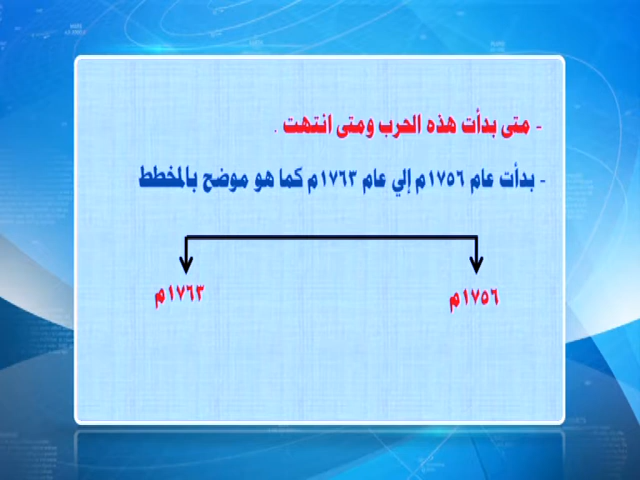 - متى بدأت هذه الحرب ومتى انتهت .
- بدأت عام ١٧٥٦م إلي عام ١٧٦٣م كما هو موضح بالمخطط
١٧٥٦م
١٧٦٣م